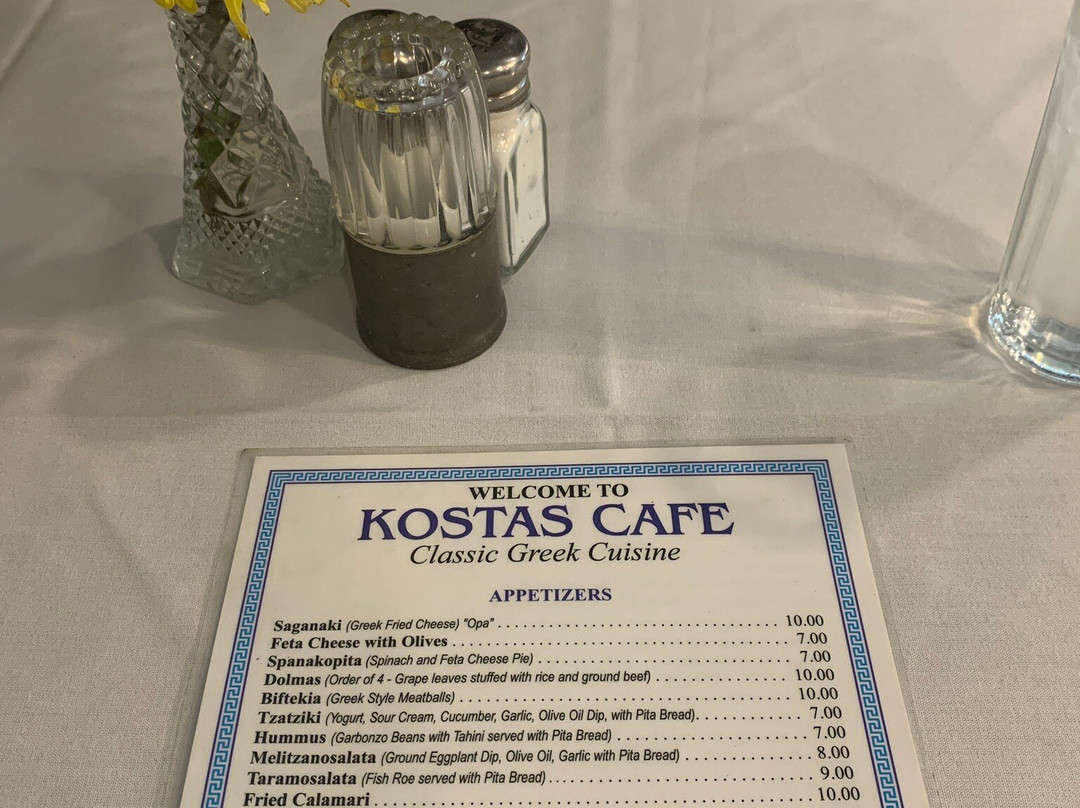 WELCOME TO
KOSTAS CAFE
Classic Greek Cuisine
APPETIZERS
Saganaki (Greek Fried Cheese) "Opa" . . . . . . . . . . . . . . . . . . . . . . . . . . . . . . . . . . . . 10.00
Feta Cheese with Olives . . . . . . . . . . . . . . . . . . . . . . . . . . . . . . . . . . . . . . . . . . . 7.00
Spanakopita (Spinach and Feta Cheese Pie) . . . . . . . . . . . . . . . . . . . . . . . . . . . . . . . . 7.00
Dolmas (Order of 4 - Grape leaves stuffed with rice and ground beef) . . . . . . . . . . . . . . . . . 10.00
Biftekia (Greek Style Meatballs) . . . . . . . . . . . . . . . . . . . . . . . . . . . . . . . . . . . . . . . . . 10.00
Tzatziki (Yogurt, Sour Cream, Cucumber, Garlic, Olive Oil Dip, with Pita Bread). . . . . . . . . . . . 7.00
Hummus (Garbonzo Beans with Tahini served with Pita Bread) . . . . . . . . . . . . . . . . . . . . . . 7.00
Melitzanosalata (Ground Eggplant Dip, Olive Oil, Garlic with Pita Bread) . . . . . . . . . . . . . . . 8.00
Taramosalata (Fish Roe served with Pita Bread) . . . . . . . . . . . . . . . . . . . . . . . . . . . . . . . 9.00
Fried Calamari . . . . . . . . . . . . . . . . . . . . . . . . . . . . . . . . . . . . . . . . . . . . . . . . . . . . 10.00